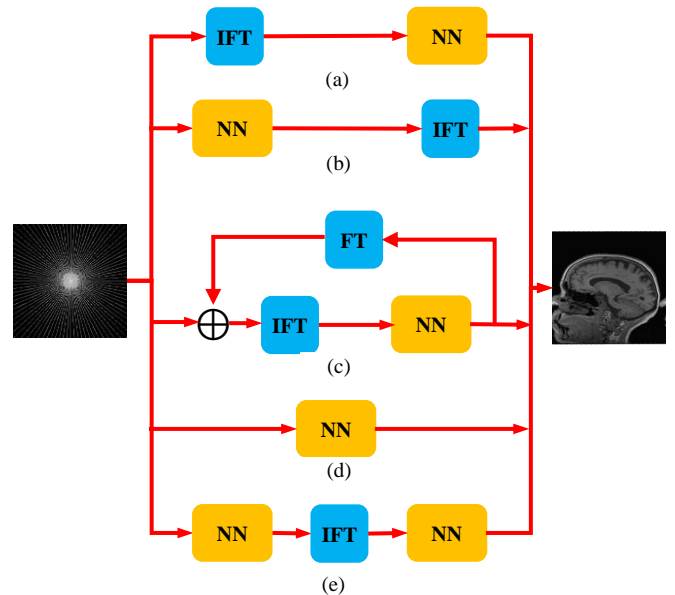 IFT NN
(a)
NN IFT
(b)
FT
IFT NN
(c)
NN
(d)
NN IFT NN
(e)